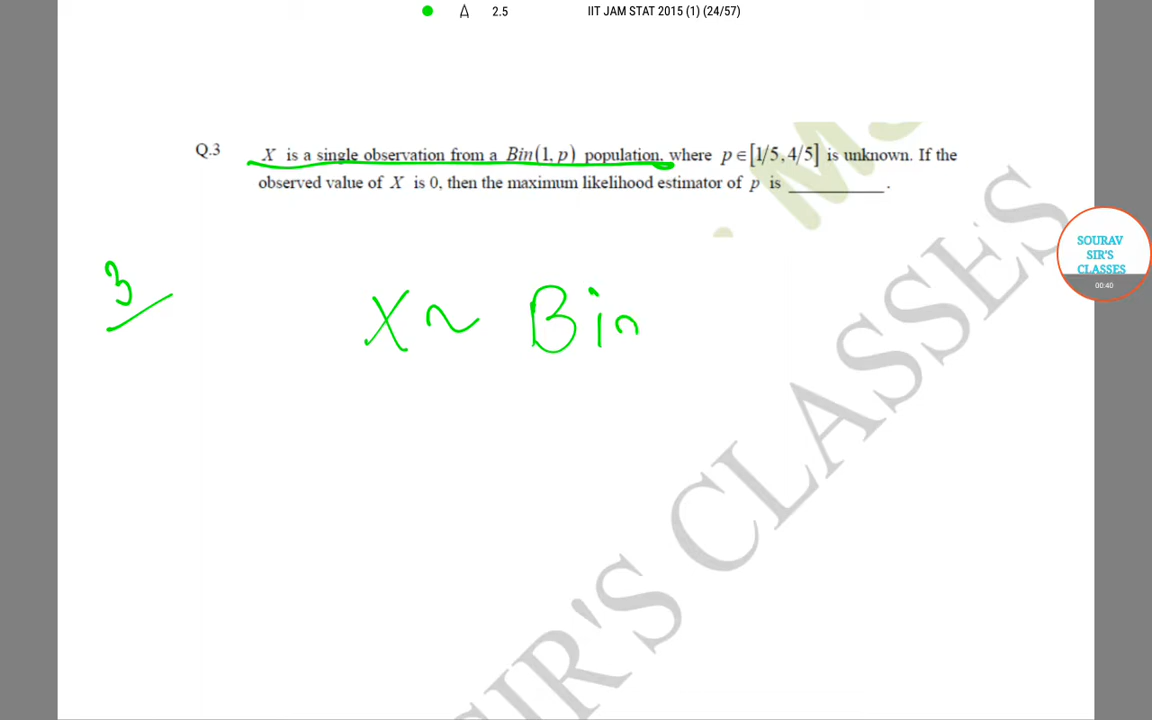 A 2.5 IIT JAM STAT 2015 (1) (24/57)
Q.3 X is a single observation from a Bin(1, p) population, where p∈[1/5,4/5] is unknown. If the
observed value of X is 0, then the maximum likelihood estimator of p is __________.
SOURAV
SIR'S
CLASSES
00:40
3
X ~ Bin
SIR'S CLASSES